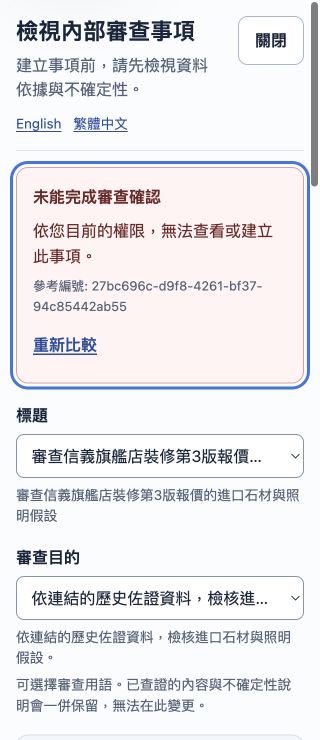 檢視內部審查事項
關閉
建立事項前，請先檢視資料
依據與不確定性。
English 繁體中文
未能完成審查確認
依您目前的權限，無法查看或建立
此事項。
參考編號: 27bc696c-d9f8-4261-bf37-
94c85442ab55
重新比較
標題
審查信義旗艦店裝修第3版報價...
審查信義旗艦店裝修第3版報價的進口石材與照
明假設
審查目的
依連結的歷史佐證資料，檢核進...
依連結的歷史佐證資料，檢核進口石材與照明
假設。
可選擇審查用語。已查證的內容與不確定性說
明會一併保留，無法在此變更。